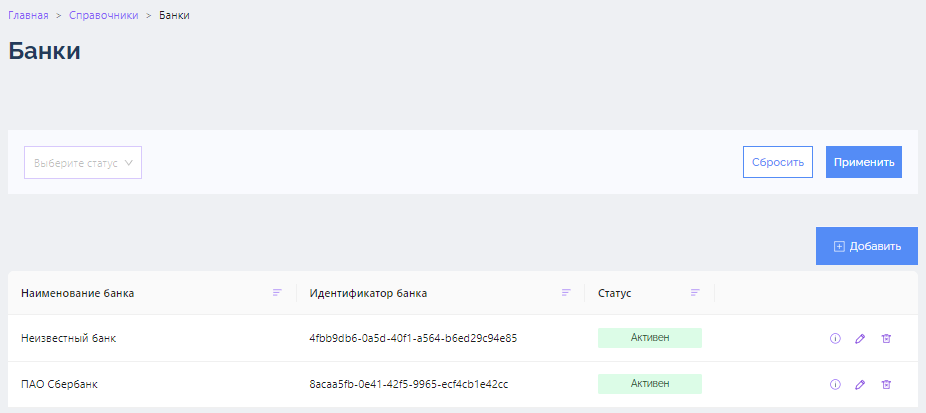 Главная > Справочники > Банки
Банки
Выберите статус
Сбросить
Применить
Добавить
Наименование банка Идентификатор банка Статус
Неизвестный банк 4fbb9db6-0a5d-40f1-a564-b6ed29c94e85 Активен
ПАО Сбербанк 8acaa5fb-0e41-42f5-9965-ecf4cb1e42cc Активен